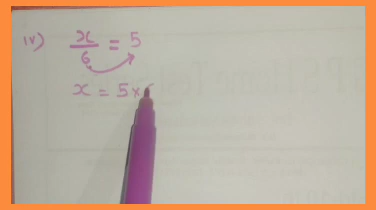 iv) x/6 = 5
x = 5 ×